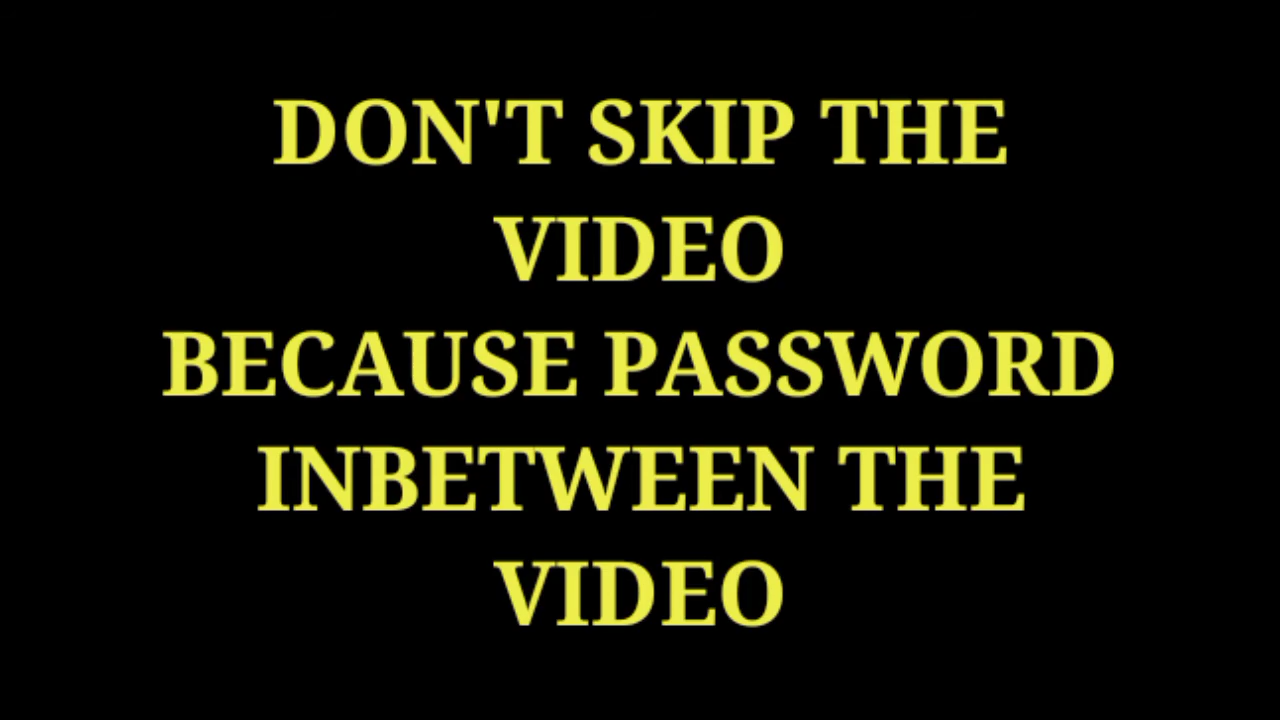 DON'T SKIP THE
VIDEO
BECAUSE PASSWORD
INBETWEEN THE
VIDEO